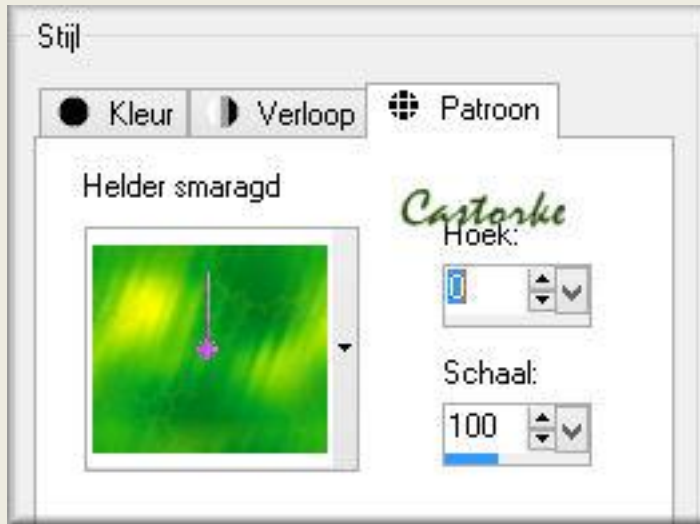 Stijl
Kleur Verloop Patroon
Helder smaragd
Castorke
Hoek:
0
Schaal:
100